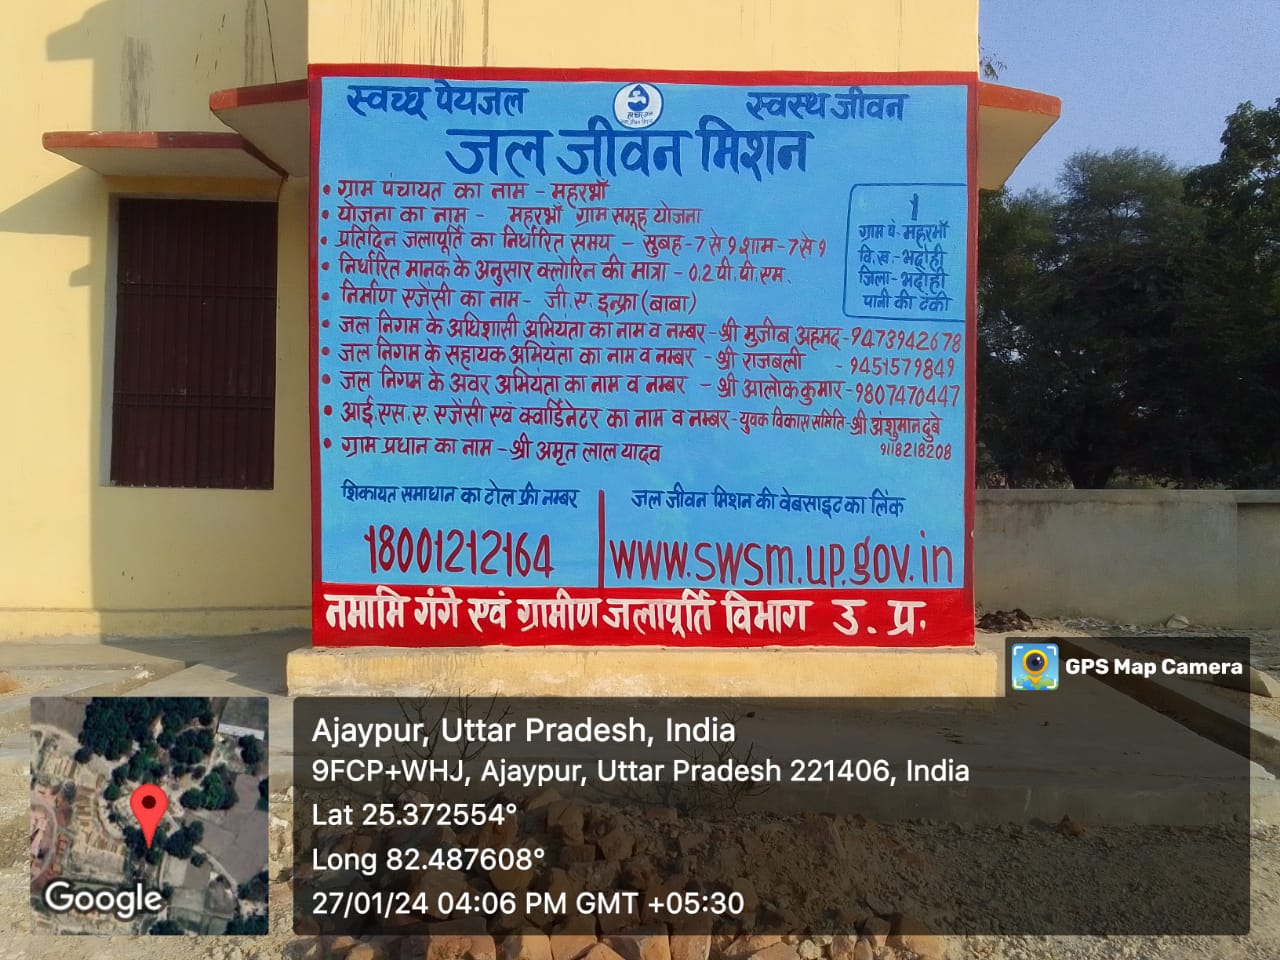 स्वच्छ पेयजल
स्वस्थ जीवन
जल जीवन मिशन
• ग्राम पंचायत का नाम - महरभाँ
• योजना का नाम - महरभाँ ग्राम समूह योजना
• प्रतिदिन जलापूर्ति का निर्धारित समय - सुबह-7 से 9 शाम-7 से 9
• निर्धारित मानक के अनुसार क्लोरिन की मात्रा - 0.2 पी.पी.एम.
• निर्माण एजेंसी का नाम - जी.ए. इन्फ्रा (बाबा)
• जल निगम के अधिशासी अभियंता का नाम व नम्बर - श्री मुजीब अहमद - 9473942678
• जल निगम के सहायक अभियंता का नाम व नम्बर - श्री राजबली - 9451579849
• जल निगम के अवर अभियंता का नाम व नम्बर - श्री आलोक कुमार - 9807470447
• आई.एस.ए. एजेंसी एवं क्वार्डिनेटर का नाम व नम्बर - युवक विकास समिति - श्री अंशुमान दुबे
9118218208
• ग्राम प्रधान का नाम - श्री अमृत लाल यादव
1
ग्राम पं.- महरभाँ
वि.ख.- भदोही
जिला - भदोही
पानी की टंकी
शिकायत समाधान का टोल फ्री नम्बर
18001212164
जल जीवन मिशन की वेबसाइट का लिंक
www.swsm.up.gov.in
नमामि गंगे एवं ग्रामीण जलापूर्ति विभाग उ. प्र.
GPS Map Camera
Ajaypur, Uttar Pradesh, India
9FCP+WHJ, Ajaypur, Uttar Pradesh 221406, India
Lat 25.372554°
Long 82.487608°
27/01/24 04:06 PM GMT +05:30
Google